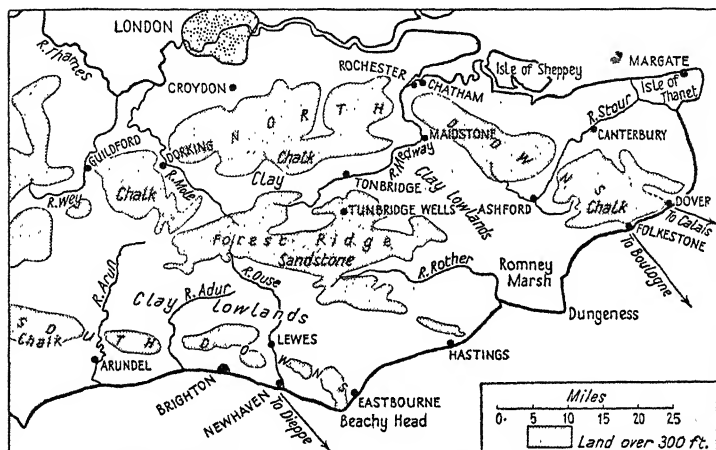 LONDON
R.Thames
CROYDON
ROCHESTER
CHATHAM
Isle of Sheppey
MARGATE
Isle of Thanet
R.Stour
CANTERBURY
NORTH
DOWNS
Chalk
Clay
MAIDSTONE
R.Medway
GUILDFORD
DORKING
R.Mole
R.Wey
Chalk
TONBRIDGE
TUNBRIDGE WELLS
Clay lowlands
ASHFORD
Chalk
DOVER
To Calais
FOLKESTONE
To Boulogne
Forest Ridge
Sandstone
R.Rother
Romney
Marsh
Dungeness
R.Arun
R.Adur
R.Ouse
Clay lowlands
SOUTH
DOWNS
Chalk
LEWES
HASTINGS
ARUNDEL
BRIGHTON
NEWHAVEN
To Dieppe
EASTBOURNE
Beachy Head
Miles
0. 5 10 15 20 25
Land over 300 ft.